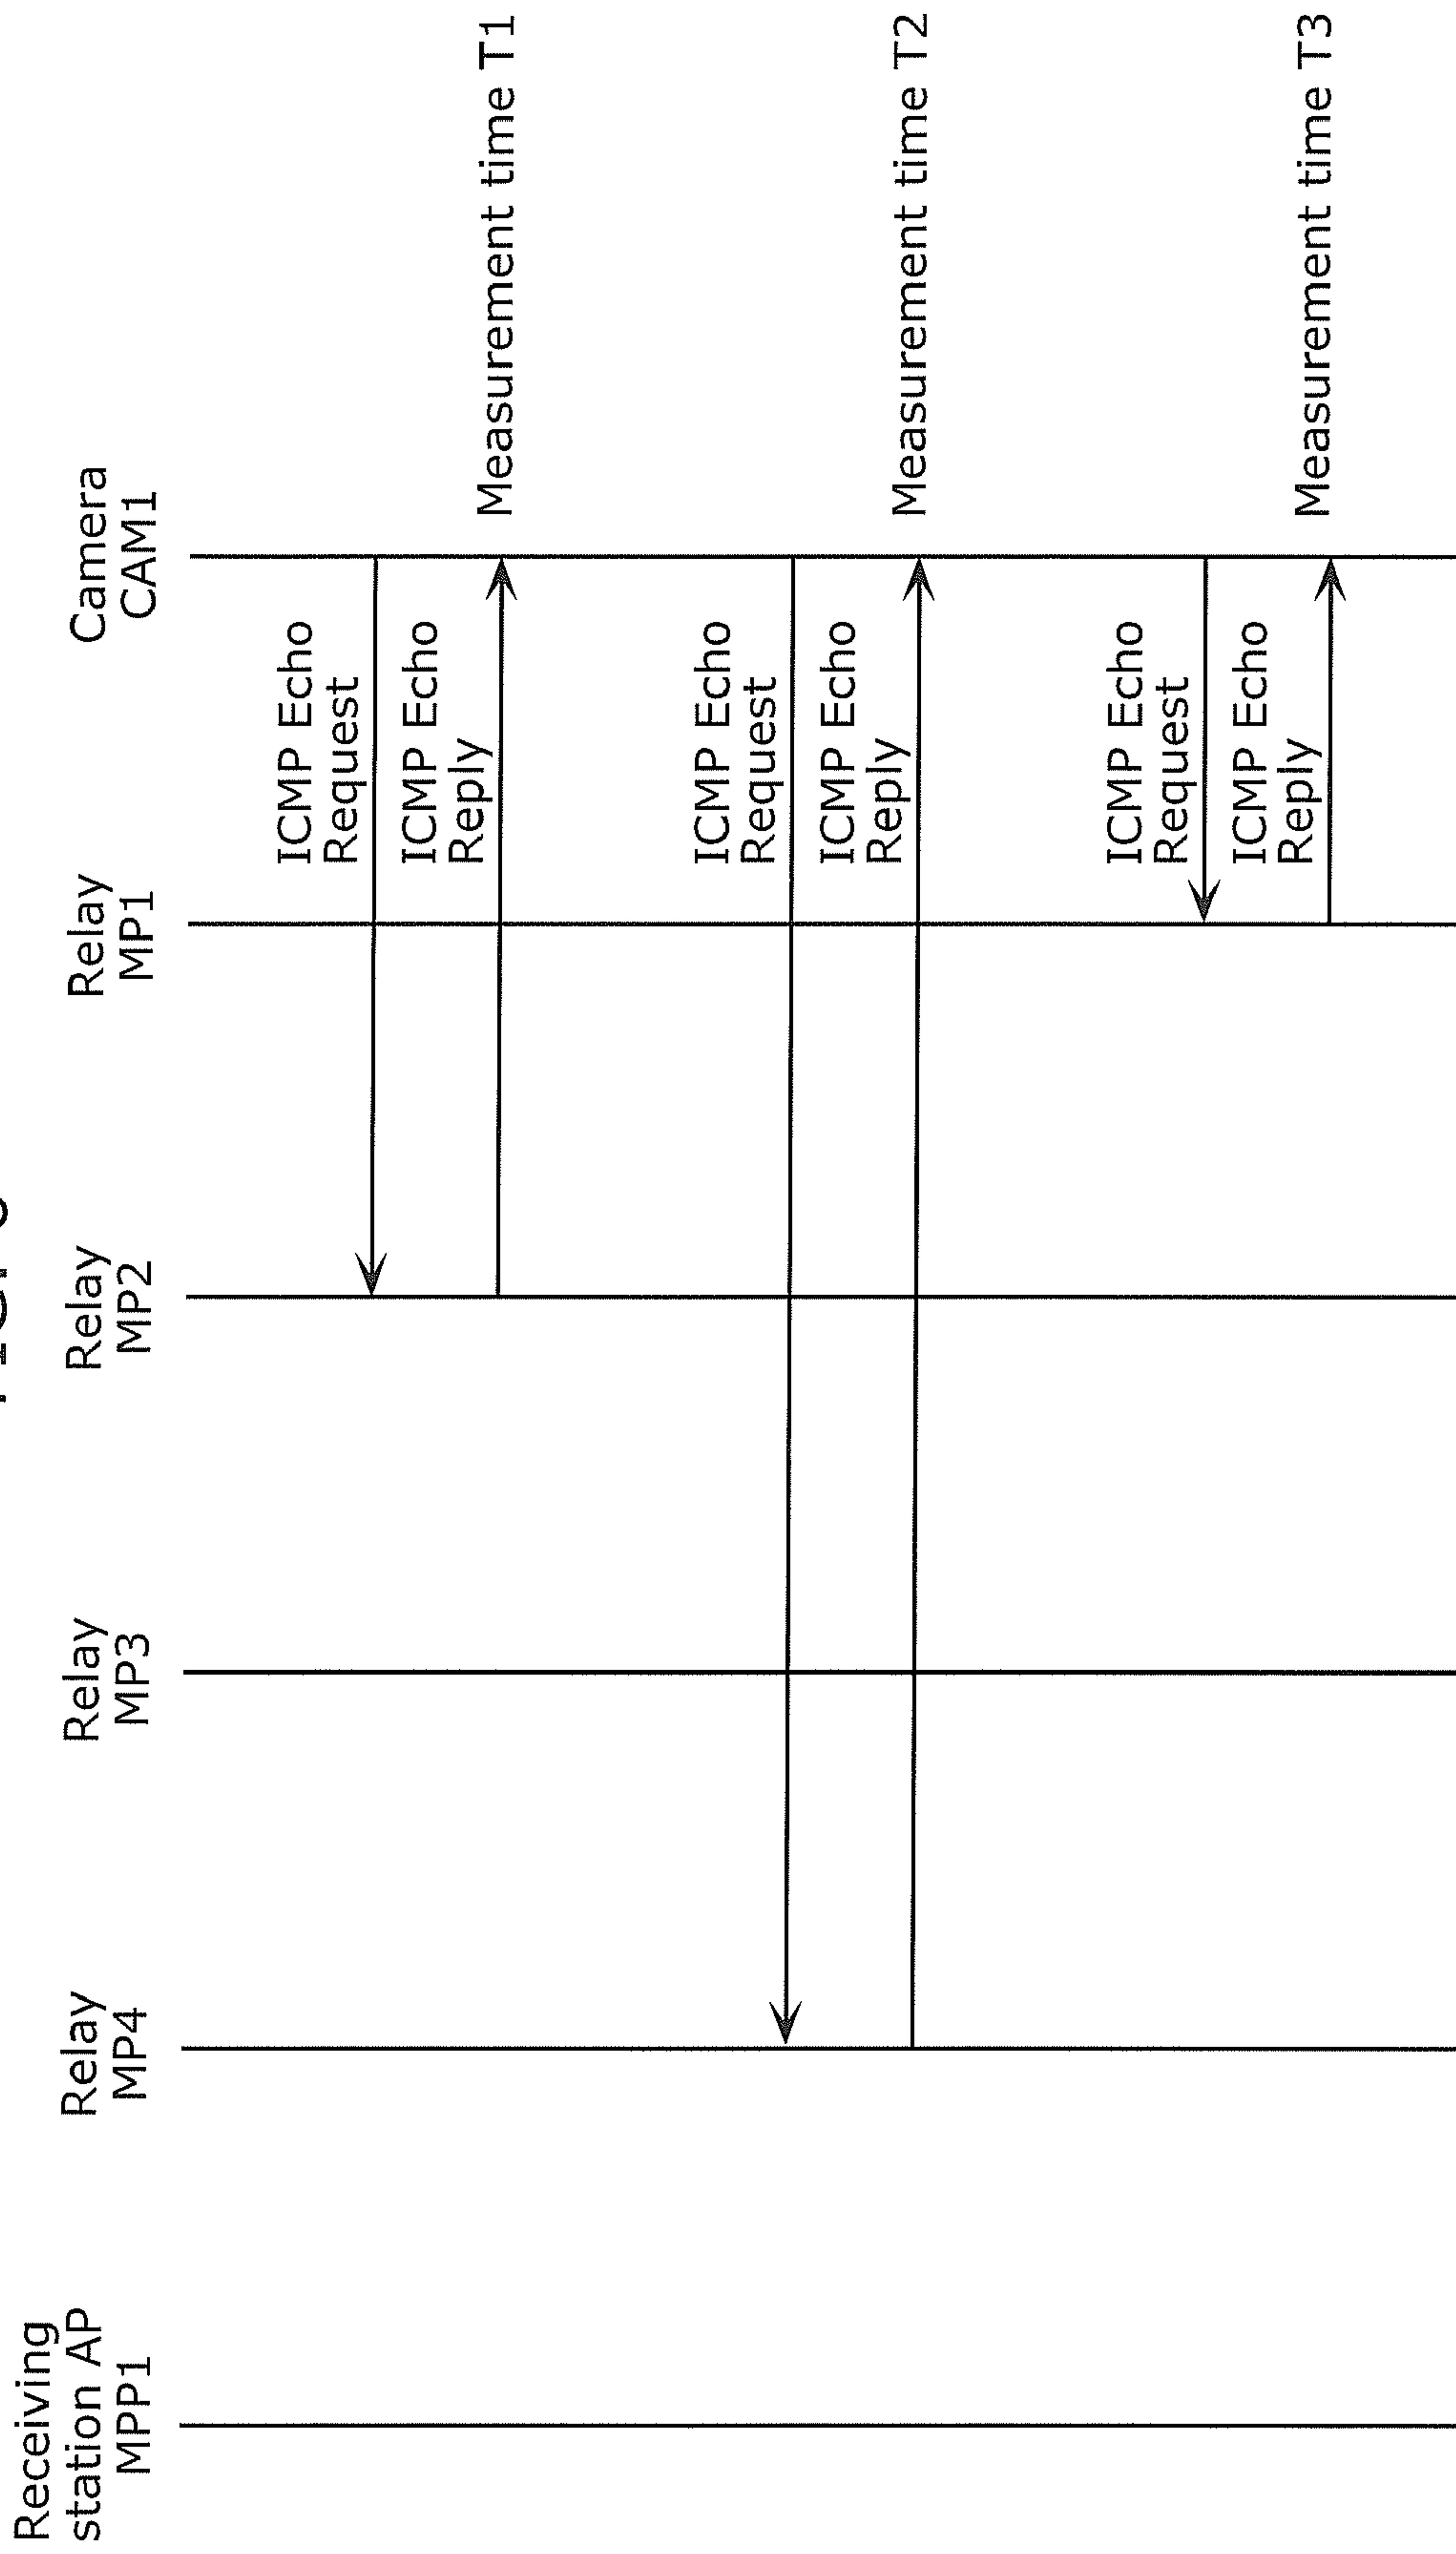 Receiving
station AP
MPP1
Relay
MP4
Relay
MP3
Relay
MP2
Relay
MP1
Camera
CAM1
ICMP Echo
Request
ICMP Echo
Reply
Measurement time T1
ICMP Echo
Request
ICMP Echo
Reply
Measurement time T2
ICMP Echo
Request
ICMP Echo
Reply
Measurement time T3